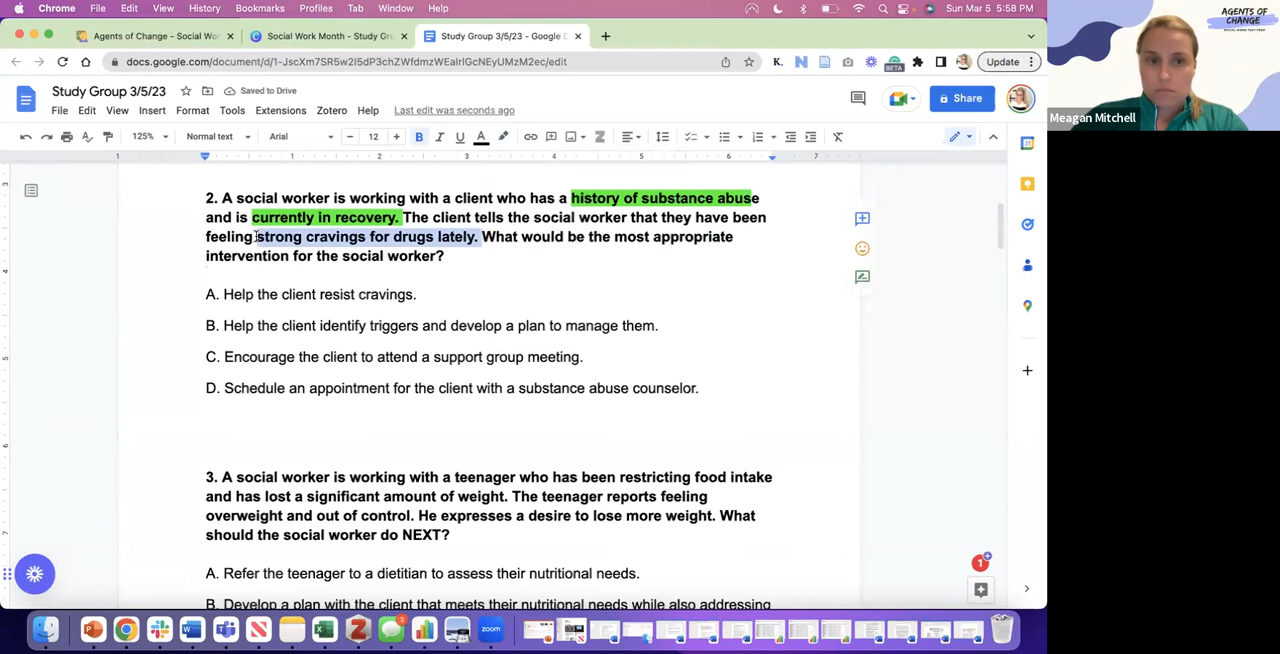 Chrome File Edit View History Bookmarks Profiles Tab Window Help Sun Mar 5 5:58 PM
Agents of Change - Social Wor
Social Work Month - Study Gr
Study Group 3/5/23 - Google D
docs.google.com/document/d/1-JscXm7SR5w2I5dP3chZWfdmzWEalrIGcNEyUMzM2ec/edit
BETA
K.
Update
Study Group 3/5/23
Saved to Drive
File Edit View Insert Format Tools Extensions Zotero Help Last edit was seconds ago
Share
125% Normal text Arial 12
2. A social worker is working with a client who has a history of substance abuse
and is currently in recovery. The client tells the social worker that they have been
feeling strong cravings for drugs lately. What would be the most appropriate
intervention for the social worker?
A. Help the client resist cravings.
B. Help the client identify triggers and develop a plan to manage them.
C. Encourage the client to attend a support group meeting.
D. Schedule an appointment for the client with a substance abuse counselor.
3. A social worker is working with a teenager who has been restricting food intake
and has lost a significant amount of weight. The teenager reports feeling
overweight and out of control. He expresses a desire to lose more weight. What
should the social worker do NEXT?
A. Refer the teenager to a dietitian to assess their nutritional needs.
B. Develop a plan with the client that meets their nutritional needs while also addressing
zoom
AGENTS OF
CHANGE
SOCIAL WORK TEST PREP
Meagan Mitchell